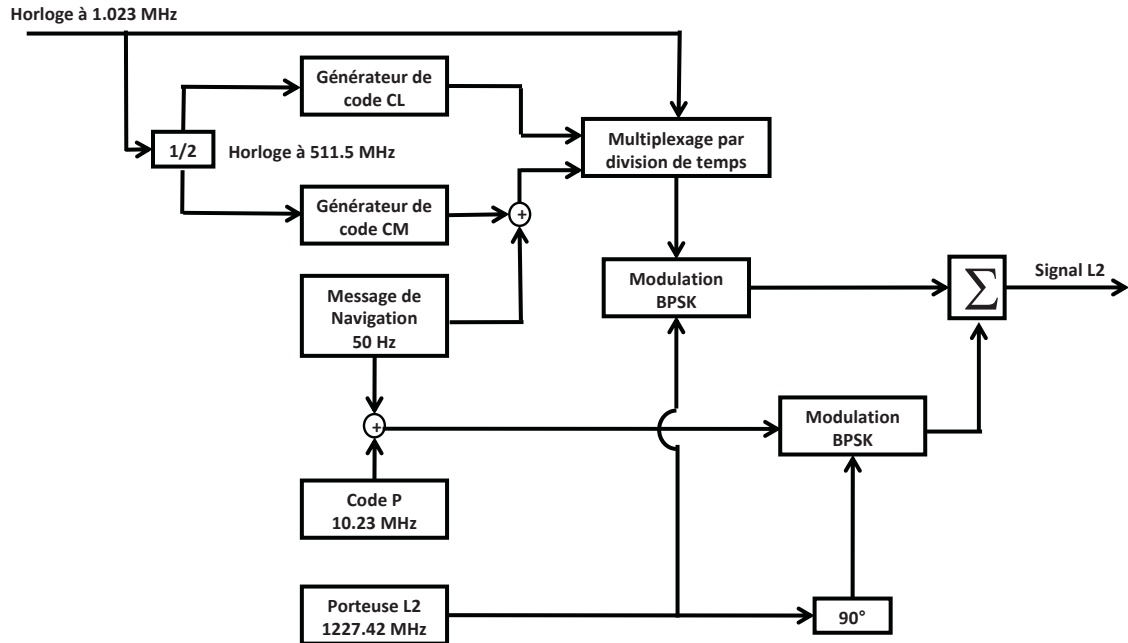 Horloge à 1.023 MHz
Générateur de
code CL
1/2
Horloge à 511.5 MHz
Multiplexage par
division de temps
Générateur de
code CM
+
Modulation
BPSK
Σ
Signal L2
Message de
Navigation
50 Hz
Modulation
BPSK
+
Code P
10.23 MHz
Porteuse L2
1227.42 MHz
90°